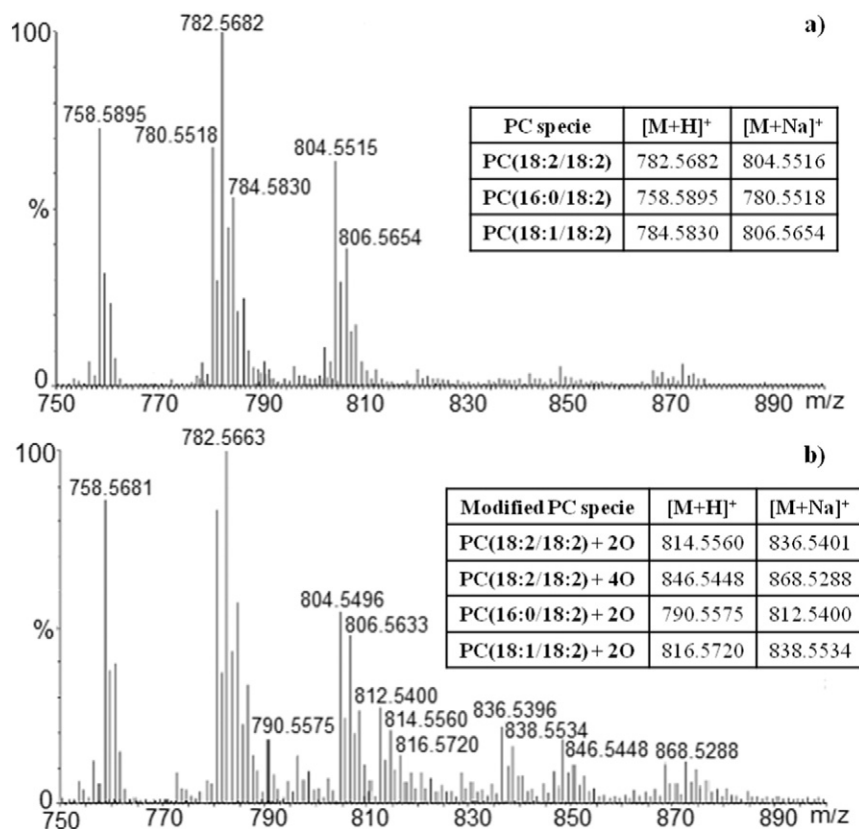 a)
100
782.5682
758.5895
780.5518
784.5830
804.5515
806.5654
%
0
750 770 790 810 830 850 870 890 m/z
PC specie [M+H]+ [M+Na]+
PC(18:2/18:2) 782.5682 804.5516
PC(16:0/18:2) 758.5895 780.5518
PC(18:1/18:2) 784.5830 806.5654
b)
100
782.5663
758.5681
804.5496
806.5633
790.5575
812.5400
814.5560
816.5720
836.5396
838.5534
846.5448
868.5288
%
0
750 770 790 810 830 850 870 890 m/z
Modified PC specie [M+H]+ [M+Na]+
PC(18:2/18:2) + 2O 814.5560 836.5401
PC(18:2/18:2) + 4O 846.5448 868.5288
PC(16:0/18:2) + 2O 790.5575 812.5400
PC(18:1/18:2) + 2O 816.5720 838.5534